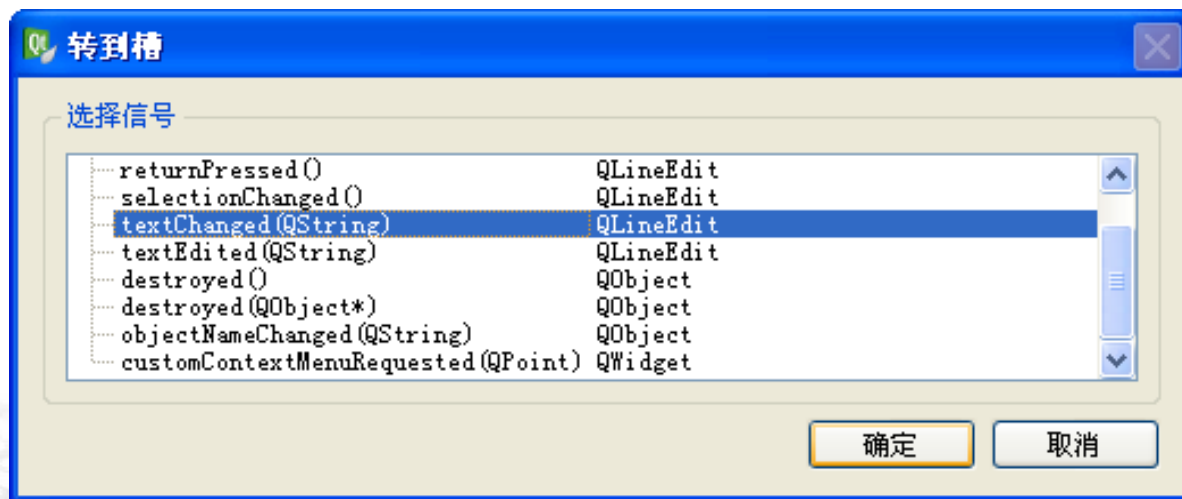 Qt 转到槽
选择信号
returnPressed() QLineEdit
selectionChanged() QLineEdit
textChanged(QString) QLineEdit
textEdited(QString) QLineEdit
destroyed() QObject
destroyed(QObject*) QObject
objectNameChanged(QString) QObject
customContextMenuRequested(QPoint) QWidget
确定 取消